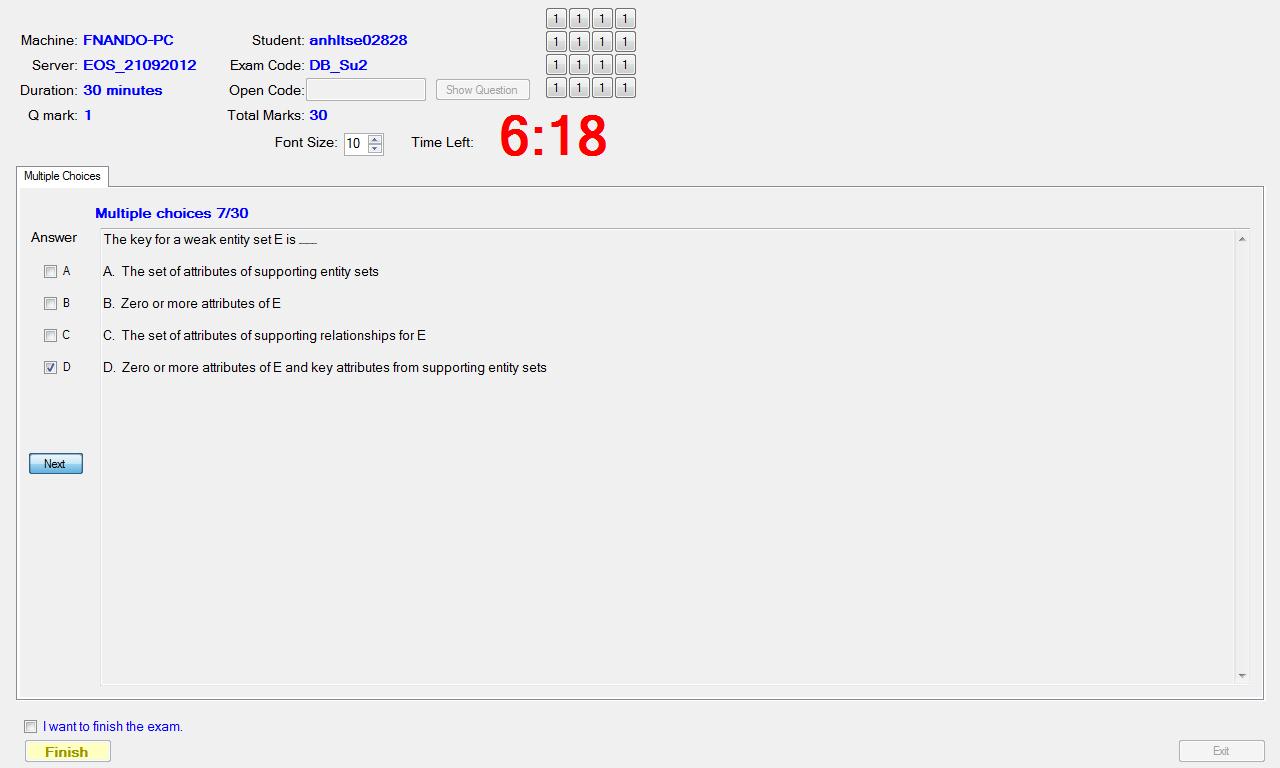 1 1 1 1
Machine: FNANDO-PC Student: anhltse02828
1 1 1 1
Server: EOS_21092012 Exam Code: DB_Su2
1 1 1 1
Duration: 30 minutes Open Code: Show Question
1 1 1 1
Q mark: 1 Total Marks: 30
Font Size: 10 Time Left: 6:18
Multiple Choices
Multiple choices 7/30
Answer
The key for a weak entity set E is ___
A A. The set of attributes of supporting entity sets
B B. Zero or more attributes of E
C C. The set of attributes of supporting relationships for E
D D. Zero or more attributes of E and key attributes from supporting entity sets
Next
I want to finish the exam.
Finish Exit